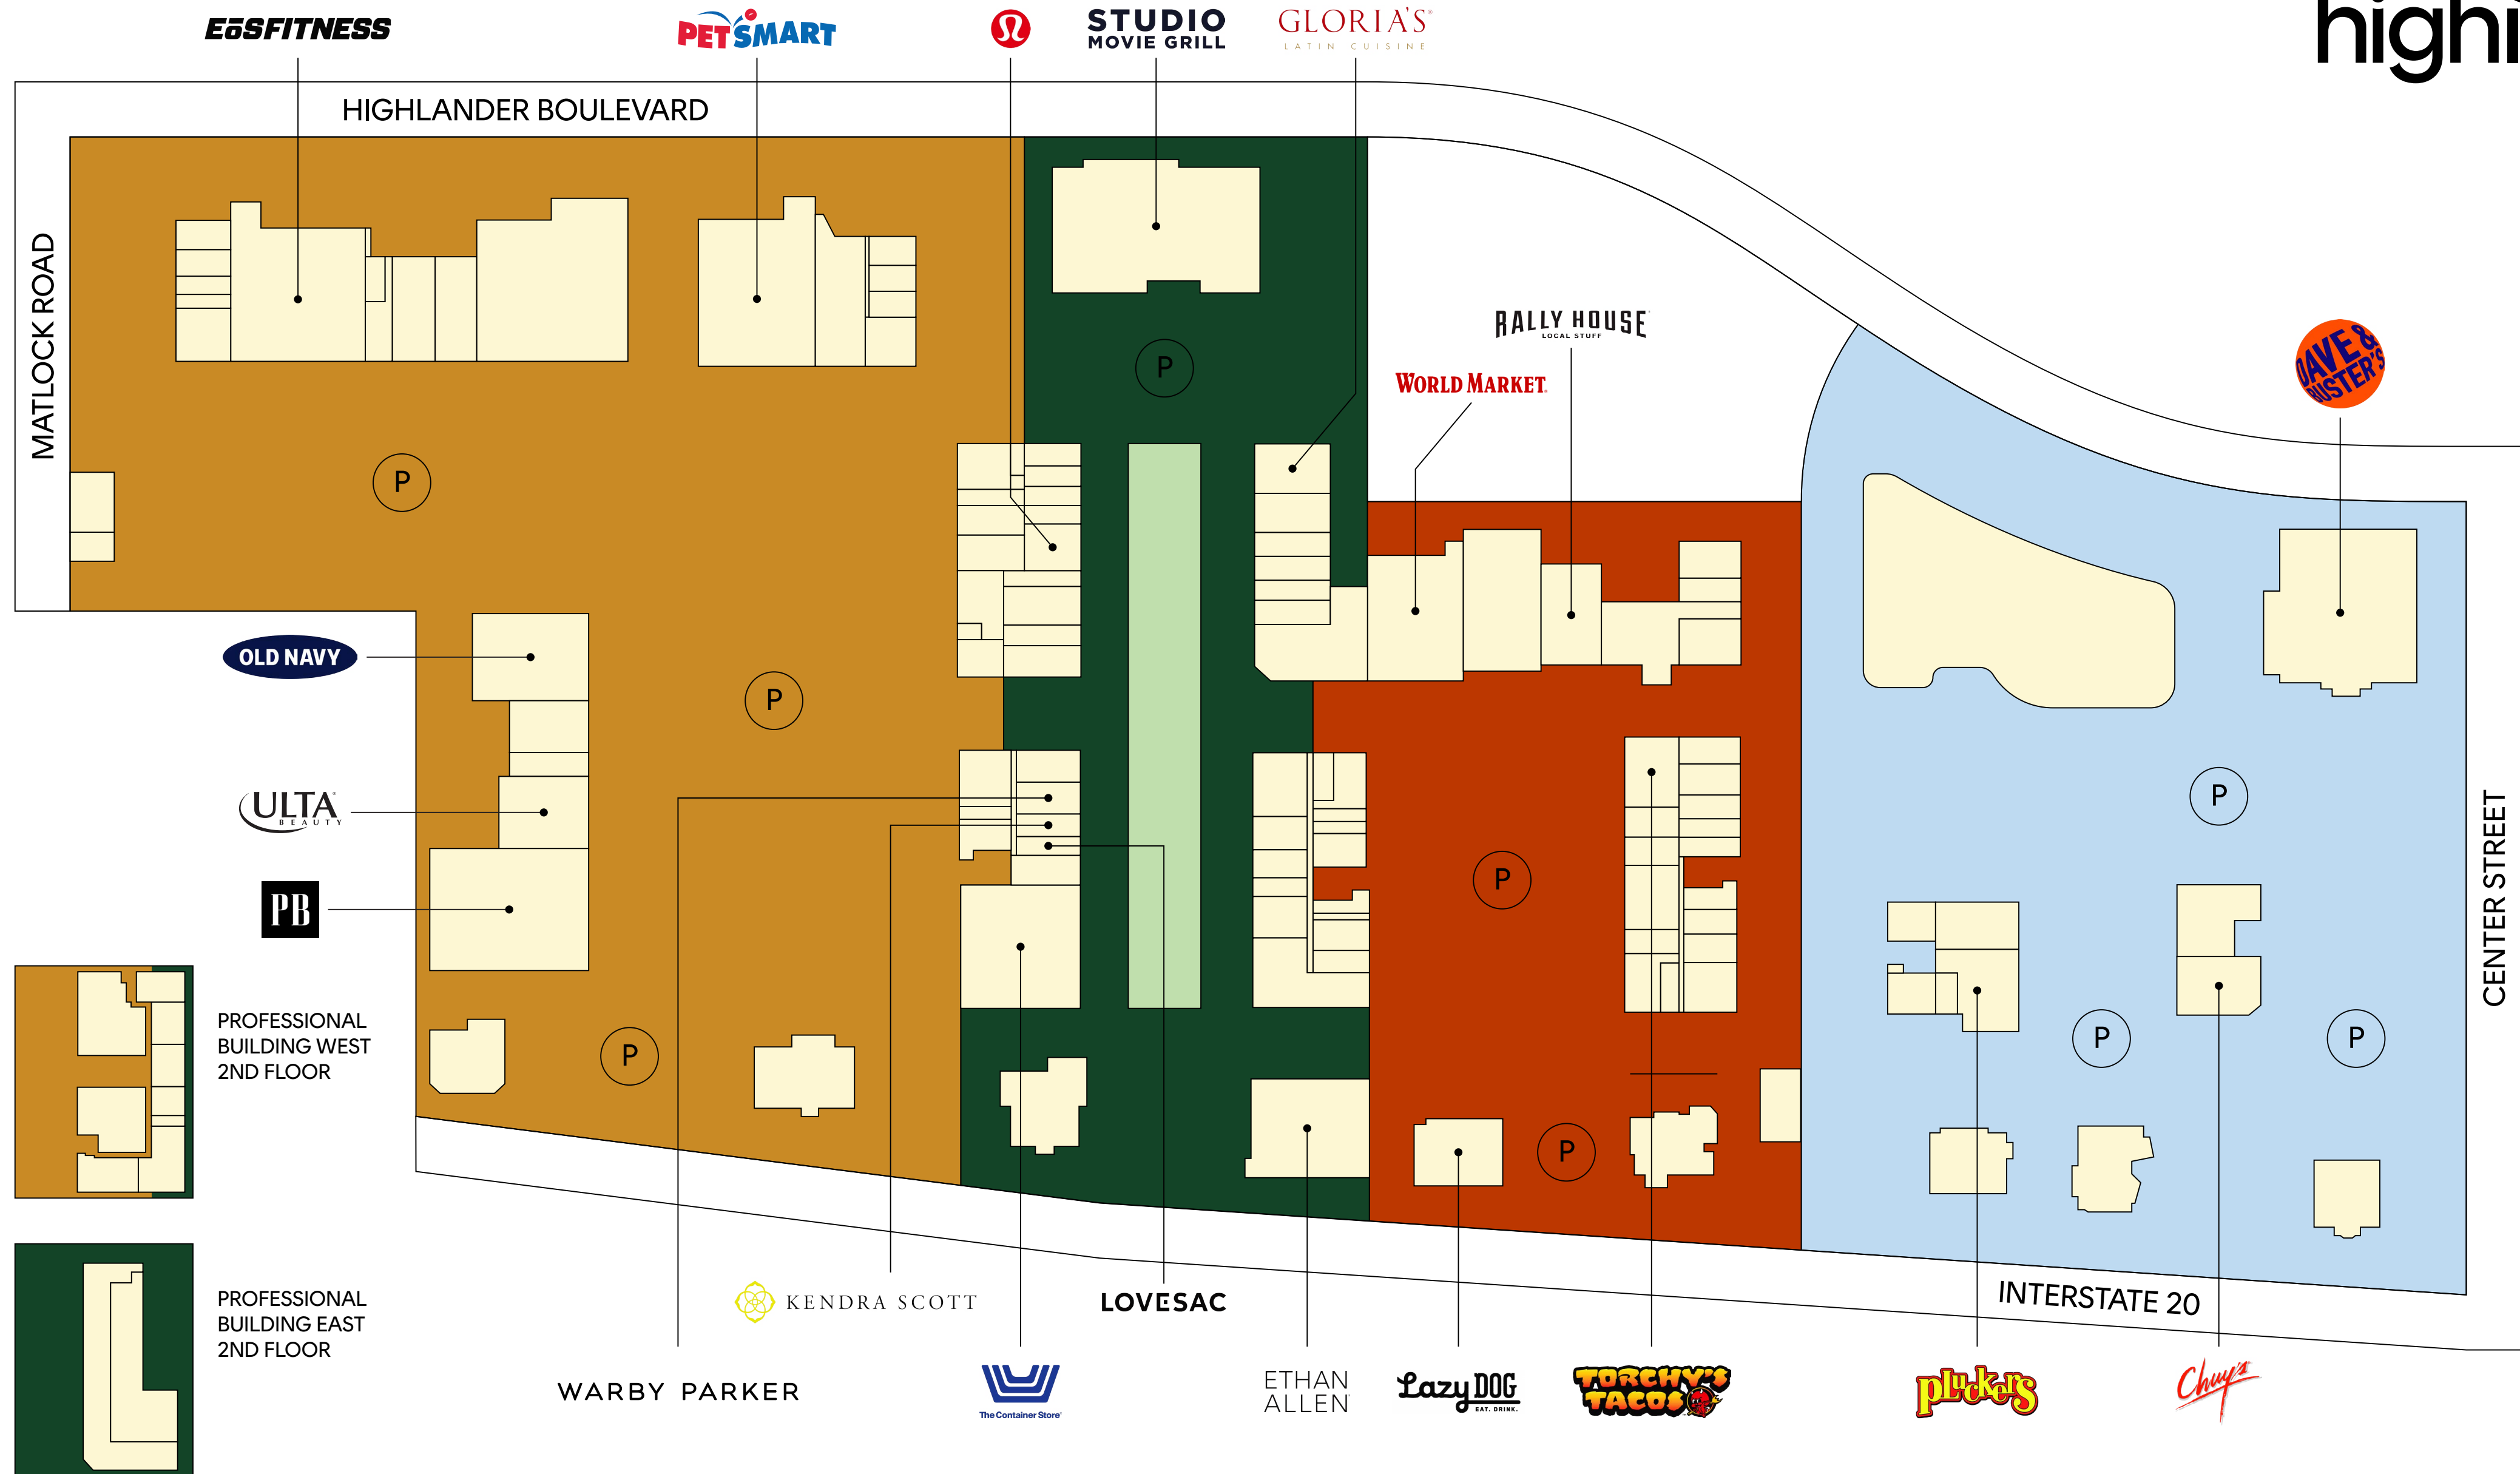 EōSFITNESS
PETSMART
STUDIO
MOVIE GRILL
GLORIA'S®
LATIN CUISINE
highl
HIGHLANDER BOULEVARD
MATLOCK ROAD
RALLY HOUSE
LOCAL STUFF
WORLD MARKET.
DAVE &
BUSTER'S
P
P
OLD NAVY
P
P
ULTA
BEAUTY
P
PB
CENTER STREET
PROFESSIONAL
BUILDING WEST
2ND FLOOR
P
P
P
P
INTERSTATE 20
PROFESSIONAL
BUILDING EAST
2ND FLOOR
KENDRA SCOTT
LOVESAC
WARBY PARKER
The Container Store®
ETHAN
ALLEN
Lazy DOG
EAT. DRINK.
TORCHY'S
TACOS
pluckers
Chuy's